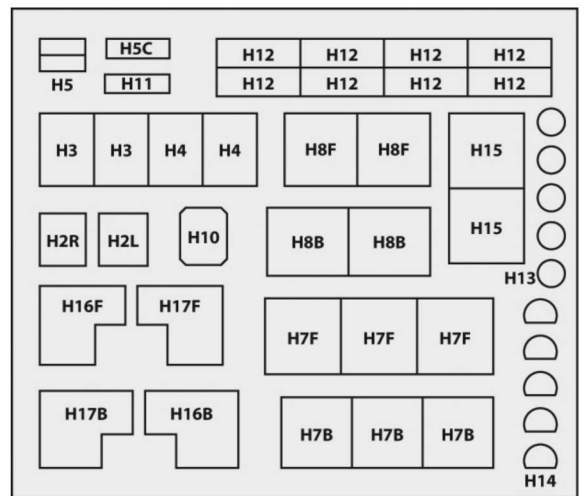 H5C
H12 H12 H12 H12
H5 H11 H12 H12 H12 H12
H3 H3 H4 H4 H8F H8F H15
H2R H2L H10 H8B H8B H15
H13
H16F H17F
H7F H7F H7F
H17B H16B
H7B H7B H7B
H14